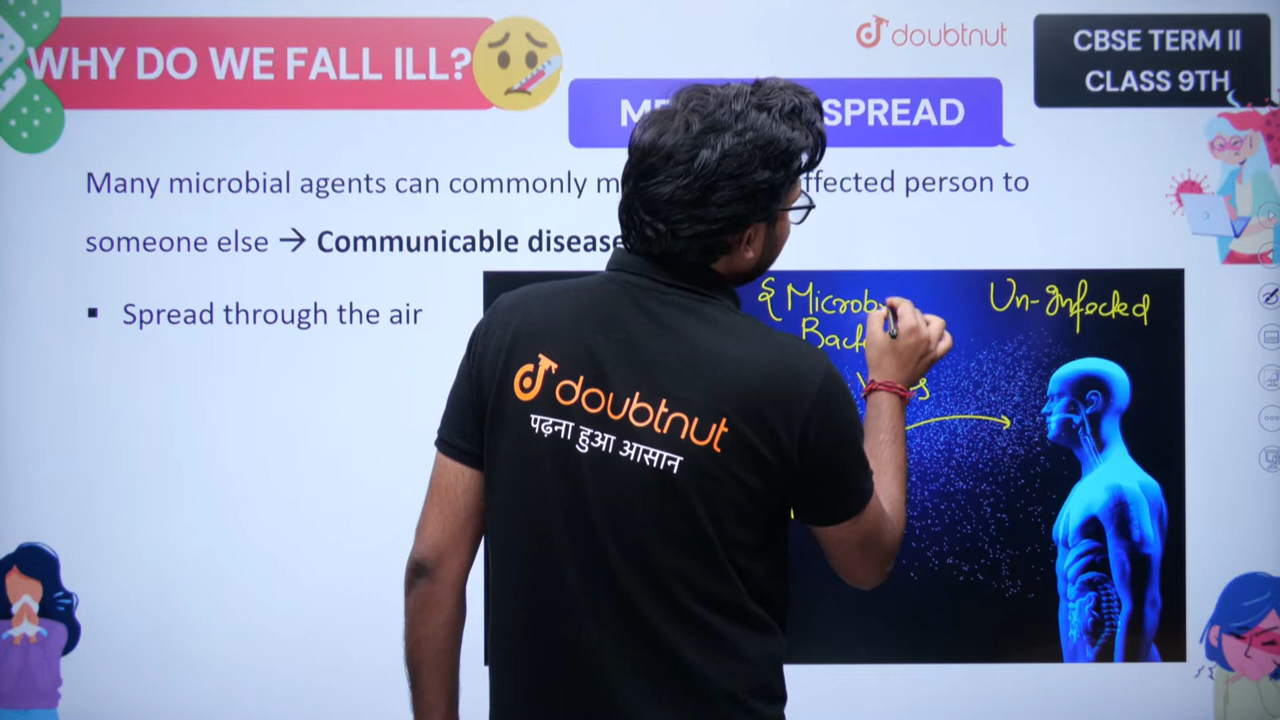 WHY DO WE FALL ILL?
doubtnut
CBSE TERM II
CLASS 9TH
SPREAD
Many microbial agents can commonly person to
someone else → Communicable disease
▪ Spread through the air
Un-Infected
doubtnut
पढ़ना हुआ आसान